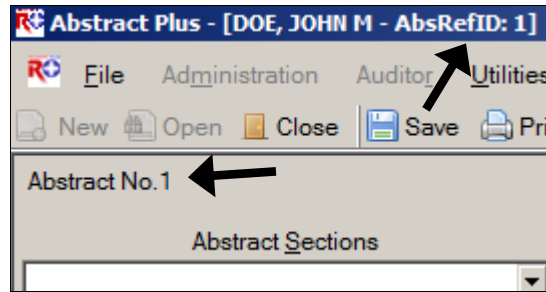 Abstract Plus - [DOE, JOHN M - AbsRefID: 1]
File Administration Auditor Utilities
New Open Close Save Pri
Abstract No.1
Abstract Sections